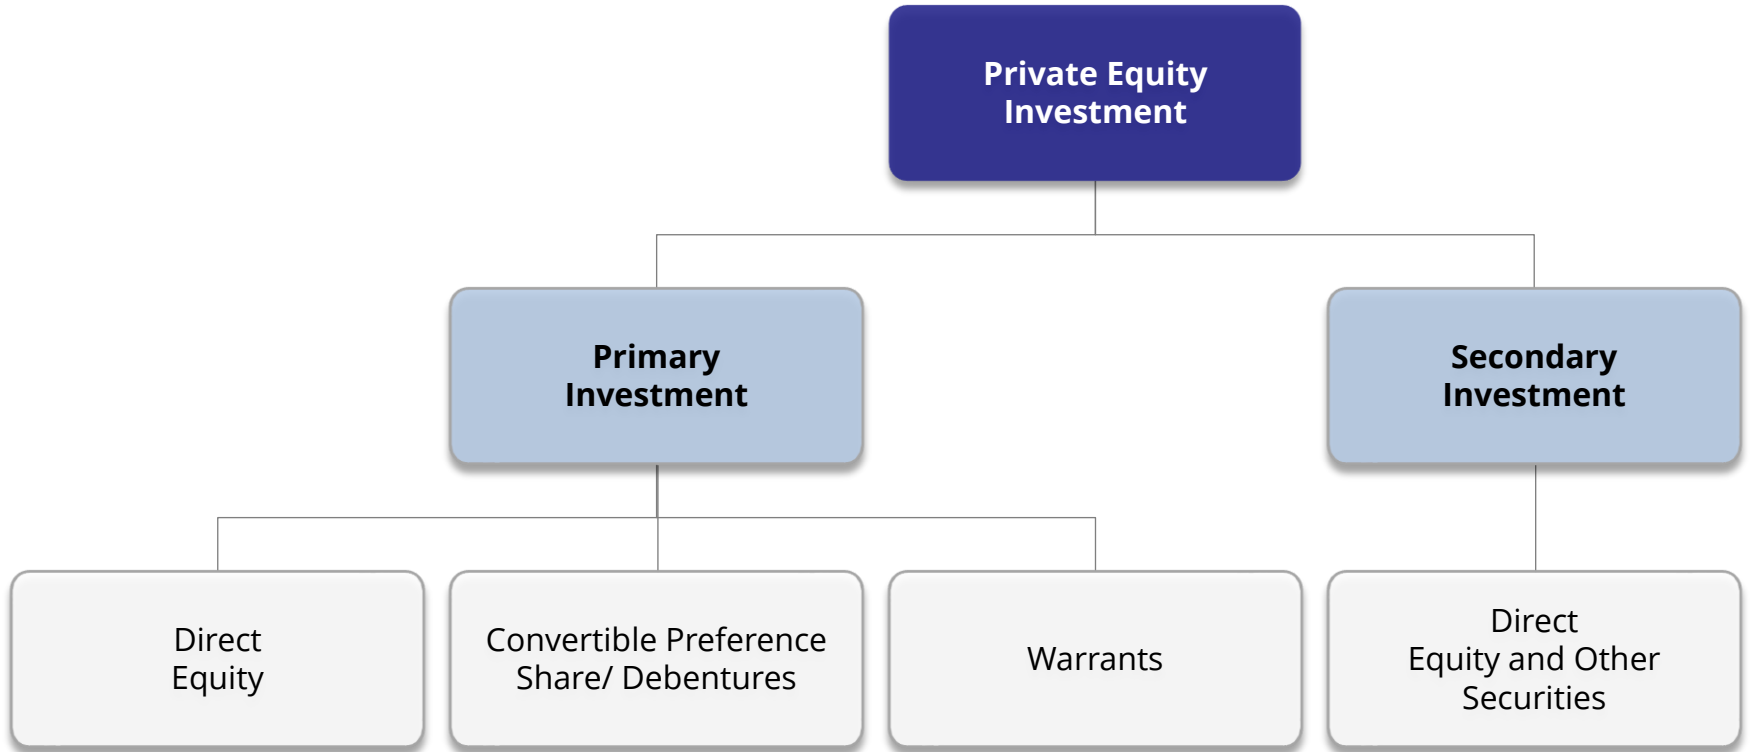 Private Equity
Investment
Primary
Investment
Secondary
Investment
Direct
Equity
Convertible Preference
Share/ Debentures
Warrants
Direct
Equity and Other
Securities